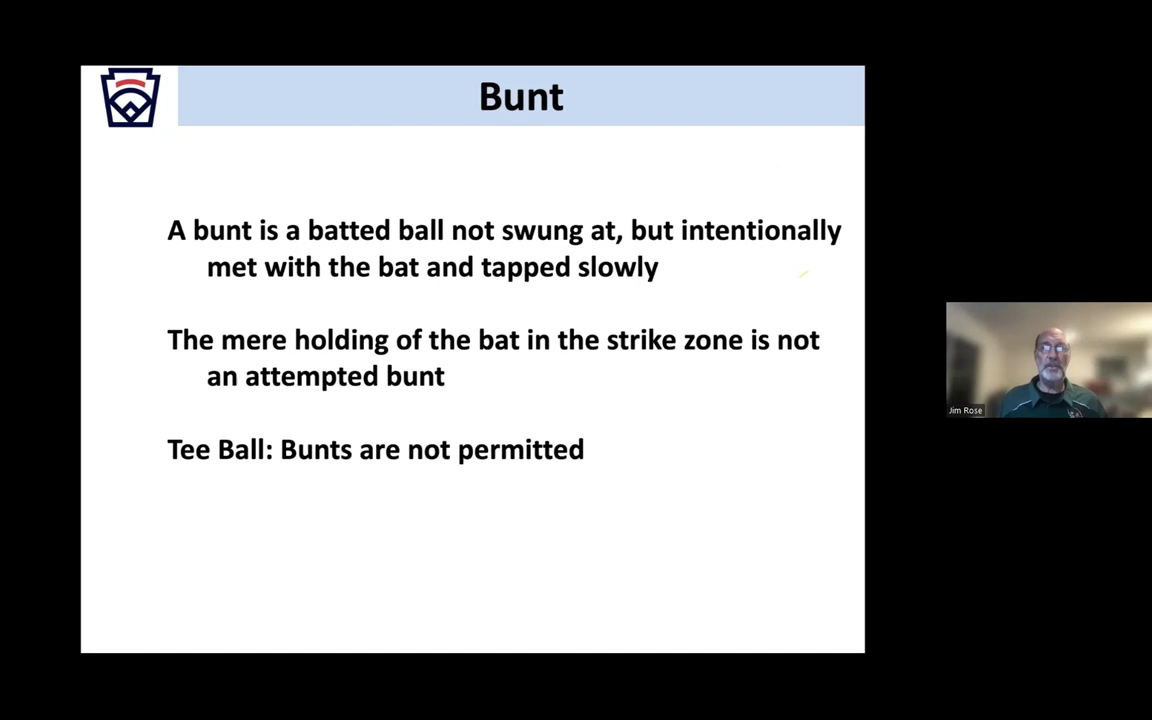 Bunt
A bunt is a batted ball not swung at, but intentionally
met with the bat and tapped slowly
The mere holding of the bat in the strike zone is not
an attempted bunt
Tee Ball: Bunts are not permitted
Jim Rose